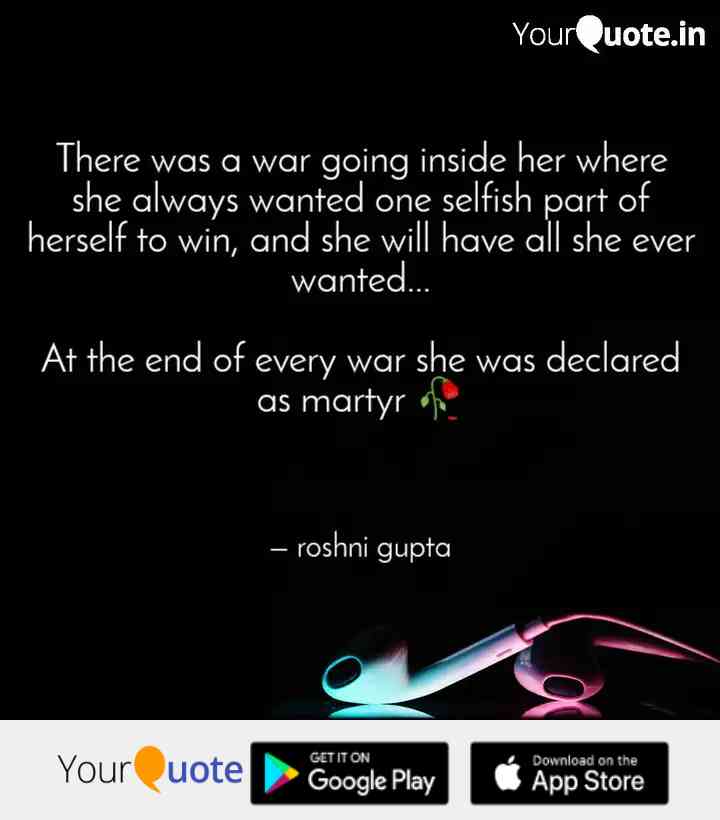 YourQuote.in
There was a war going inside her where
she always wanted one selfish part of
herself to win, and she will have all she ever
wanted...
At the end of every war she was declared
as martyr 🥀
– roshni gupta
YourQuote
GET IT ON
Google Play
Download on the
App Store